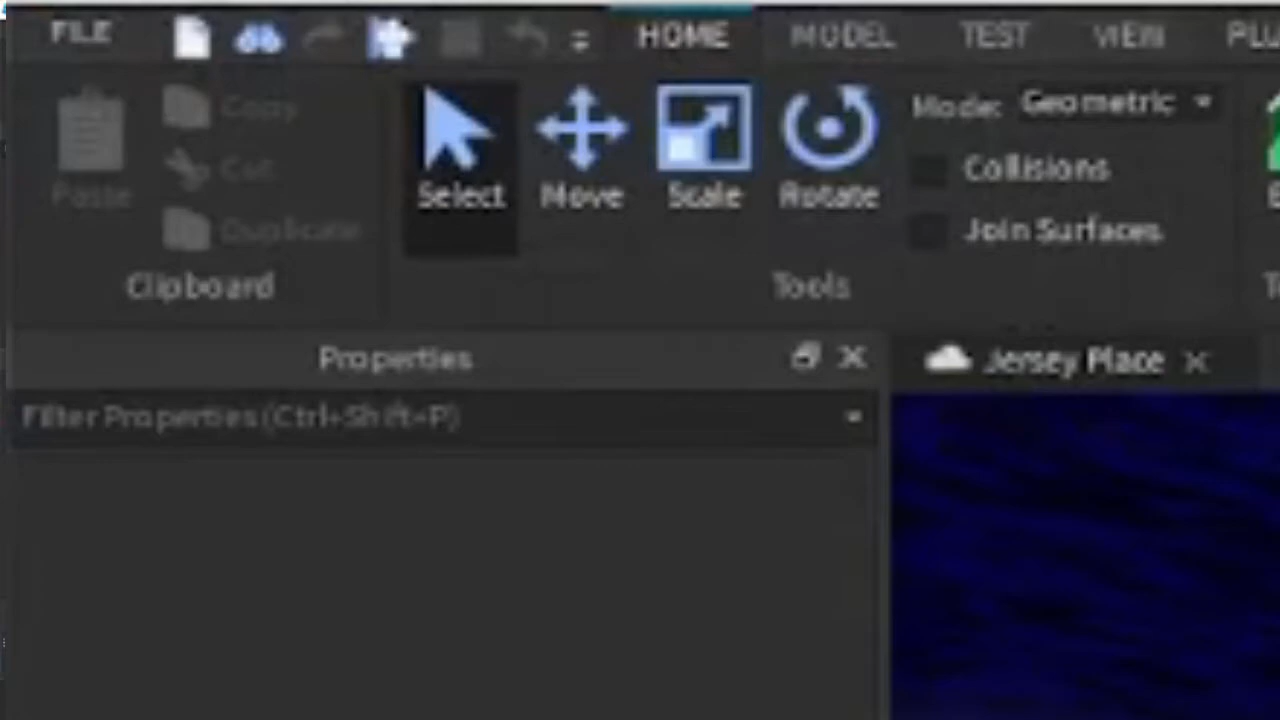 FILE HOME MODEL TEST VIEW PLU
Paste Copy Cut Duplicate
Select Move Scale Rotate
Mode: Geometric
Collisions
Join Surfaces
Clipboard Tools
Properties
Jersey Place
Filter Properties (Ctrl+Shift+P)